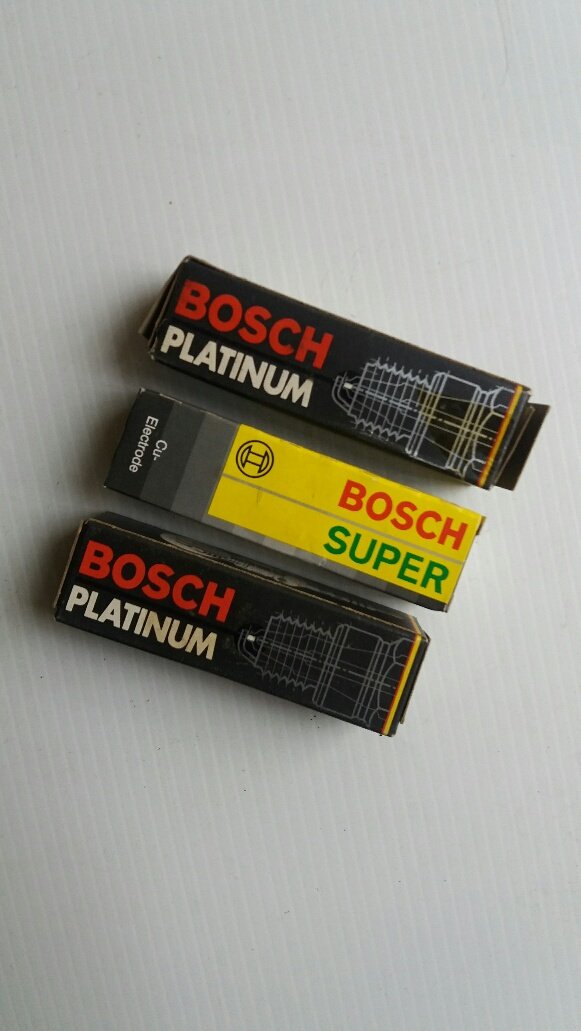 BOSCH
PLATINUM
Cu-
Electrode
BOSCH
SUPER
BOSCH
PLATINUM